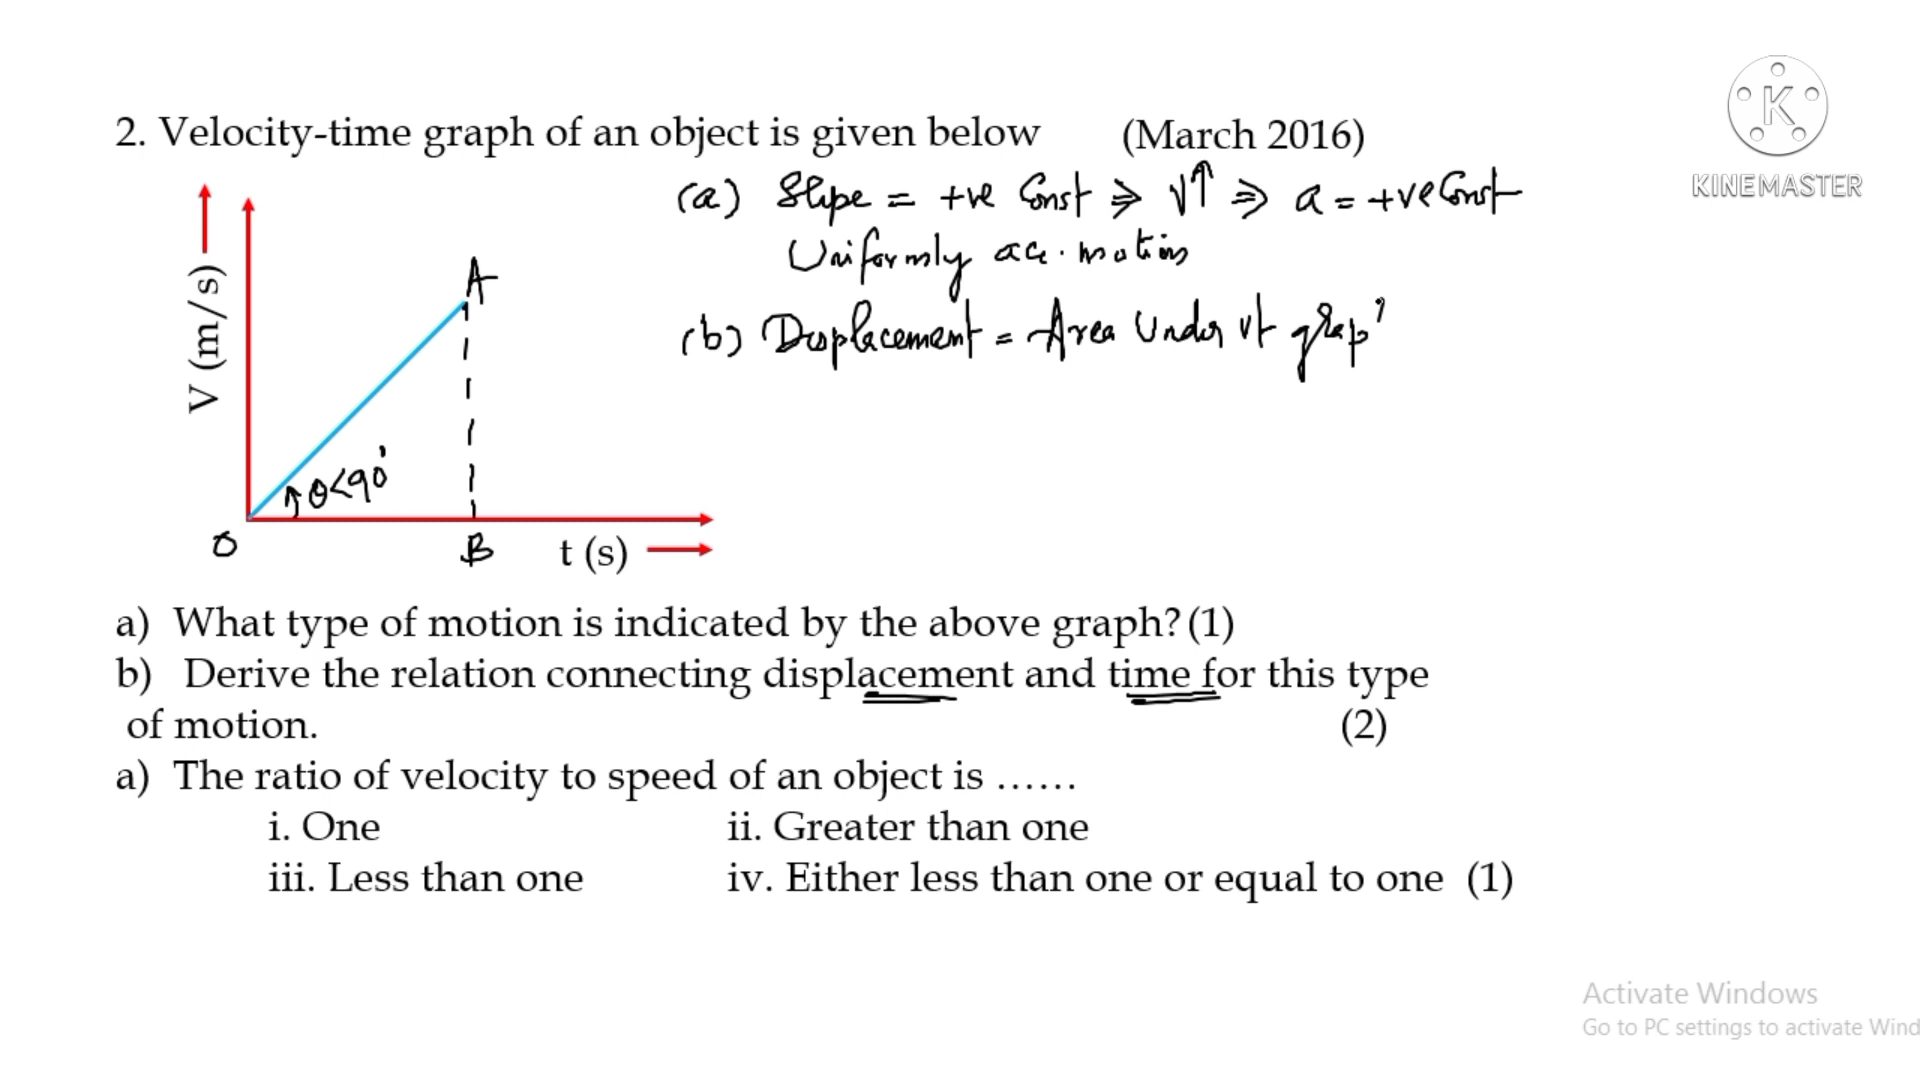 2. Velocity-time graph of an object is given below (March 2016)
(a) Slope = +ve Const ⇒ V↑ ⇒ a = +ve Const
Uniformly acc. motion
(b) Displacement = Area Under vt graph
V (m/s)
A
θ<90°
O
B
t (s)
a) What type of motion is indicated by the above graph? (1)
b) Derive the relation connecting displacement and time for this type
of motion. (2)
a) The ratio of velocity to speed of an object is ......
i. One ii. Greater than one
iii. Less than one iv. Either less than one or equal to one (1)
K
KINEMASTER
Activate Windows
Go to PC settings to activate Wind